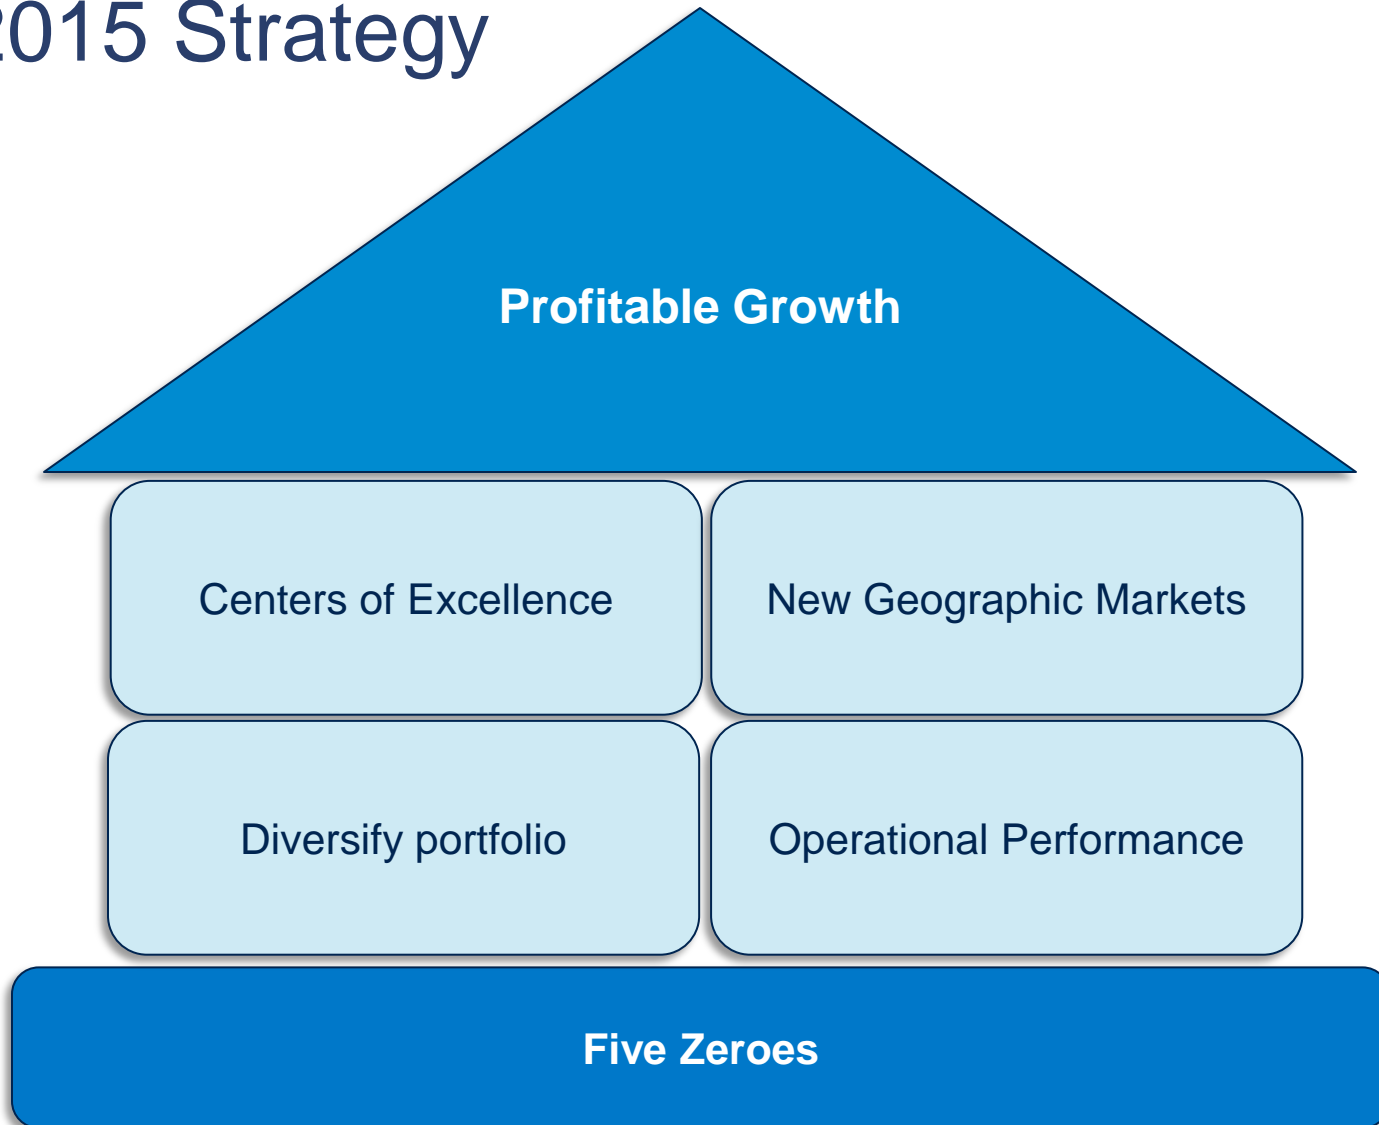 2015 Strategy
Profitable Growth
Centers of Excellence
New Geographic Markets
Diversify portfolio
Operational Performance
Five Zeroes